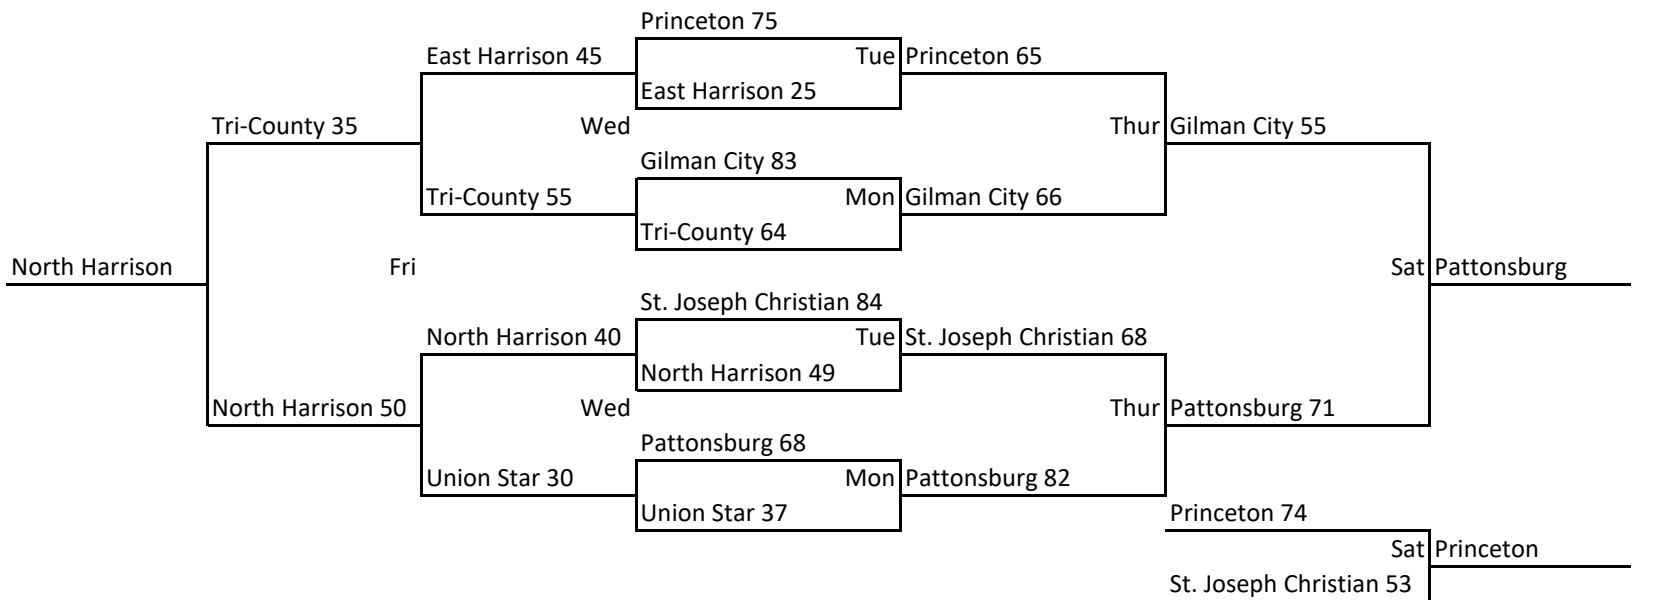 Princeton 75
East Harrison 45
Tue Princeton 65
East Harrison 25
Tri-County 35
Wed
Thur Gilman City 55
Gilman City 83
Tri-County 55
Mon Gilman City 66
Tri-County 64
North Harrison
Fri
Sat Pattonsburg
St. Joseph Christian 84
North Harrison 40
Tue St. Joseph Christian 68
North Harrison 49
North Harrison 50
Wed
Thur Pattonsburg 71
Pattonsburg 68
Union Star 30
Mon Pattonsburg 82
Union Star 37
Princeton 74
Sat Princeton
St. Joseph Christian 53